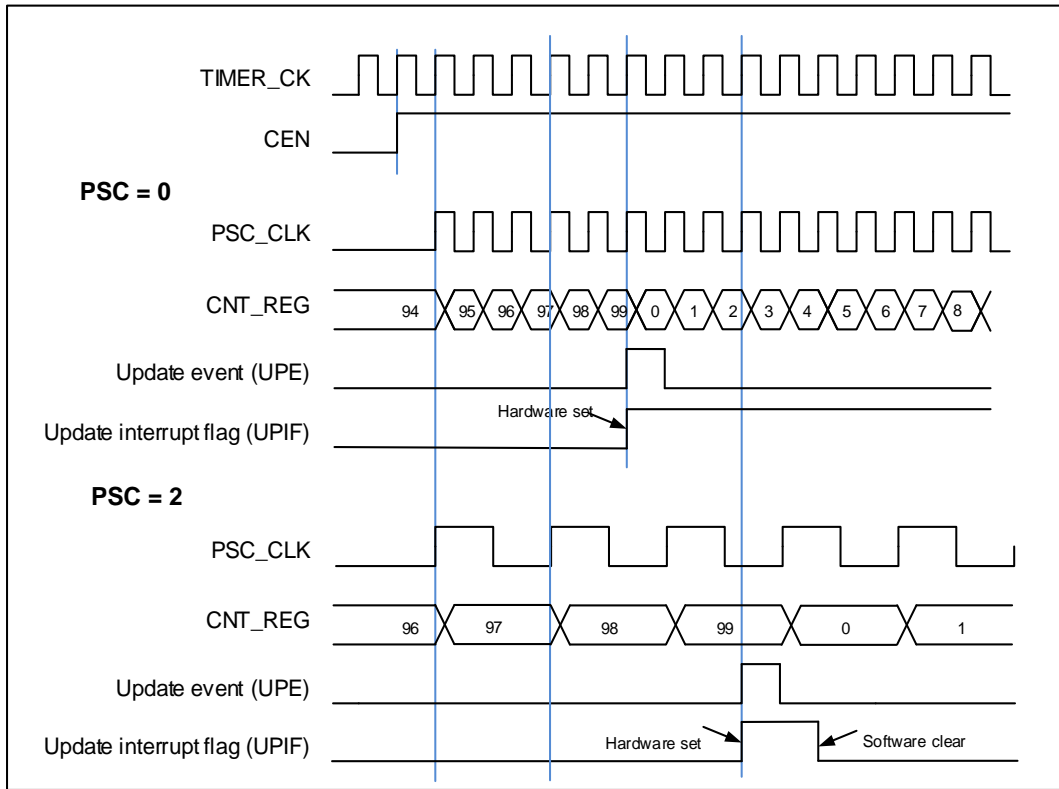 TIMER_CK
CEN
PSC = 0
PSC_CLK
CNT_REG 94 95 96 97 98 99 0 1 2 3 4 5 6 7 8
Update event (UPE)
Hardware set
Update interrupt flag (UPIF)
PSC = 2
PSC_CLK
CNT_REG 96 97 98 99 0 1
Update event (UPE)
Update interrupt flag (UPIF) Hardware set Software clear